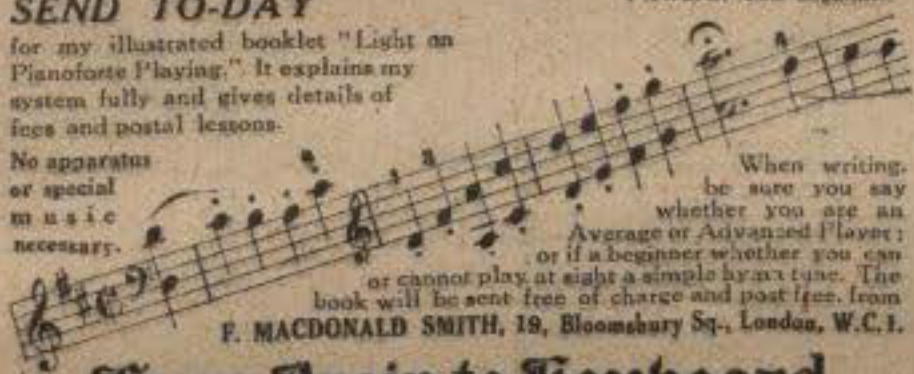 SEND TO-DAY
for my illustrated booklet "Light on
Pianoforte Playing." It explains my
system fully and gives details of
fees and postal lessons.
No apparatus
or special
music
necessary.
When writing,
be sure you say
whether you are an
Average or Advanced Player;
or if a beginner whether you can
or cannot play at sight a simple hymn tune. The
book will be sent free of charge and post free, from
F. MACDONALD SMITH, 19, Bloomsbury Sq., London, W.C.1.
From Brain to Keyboard